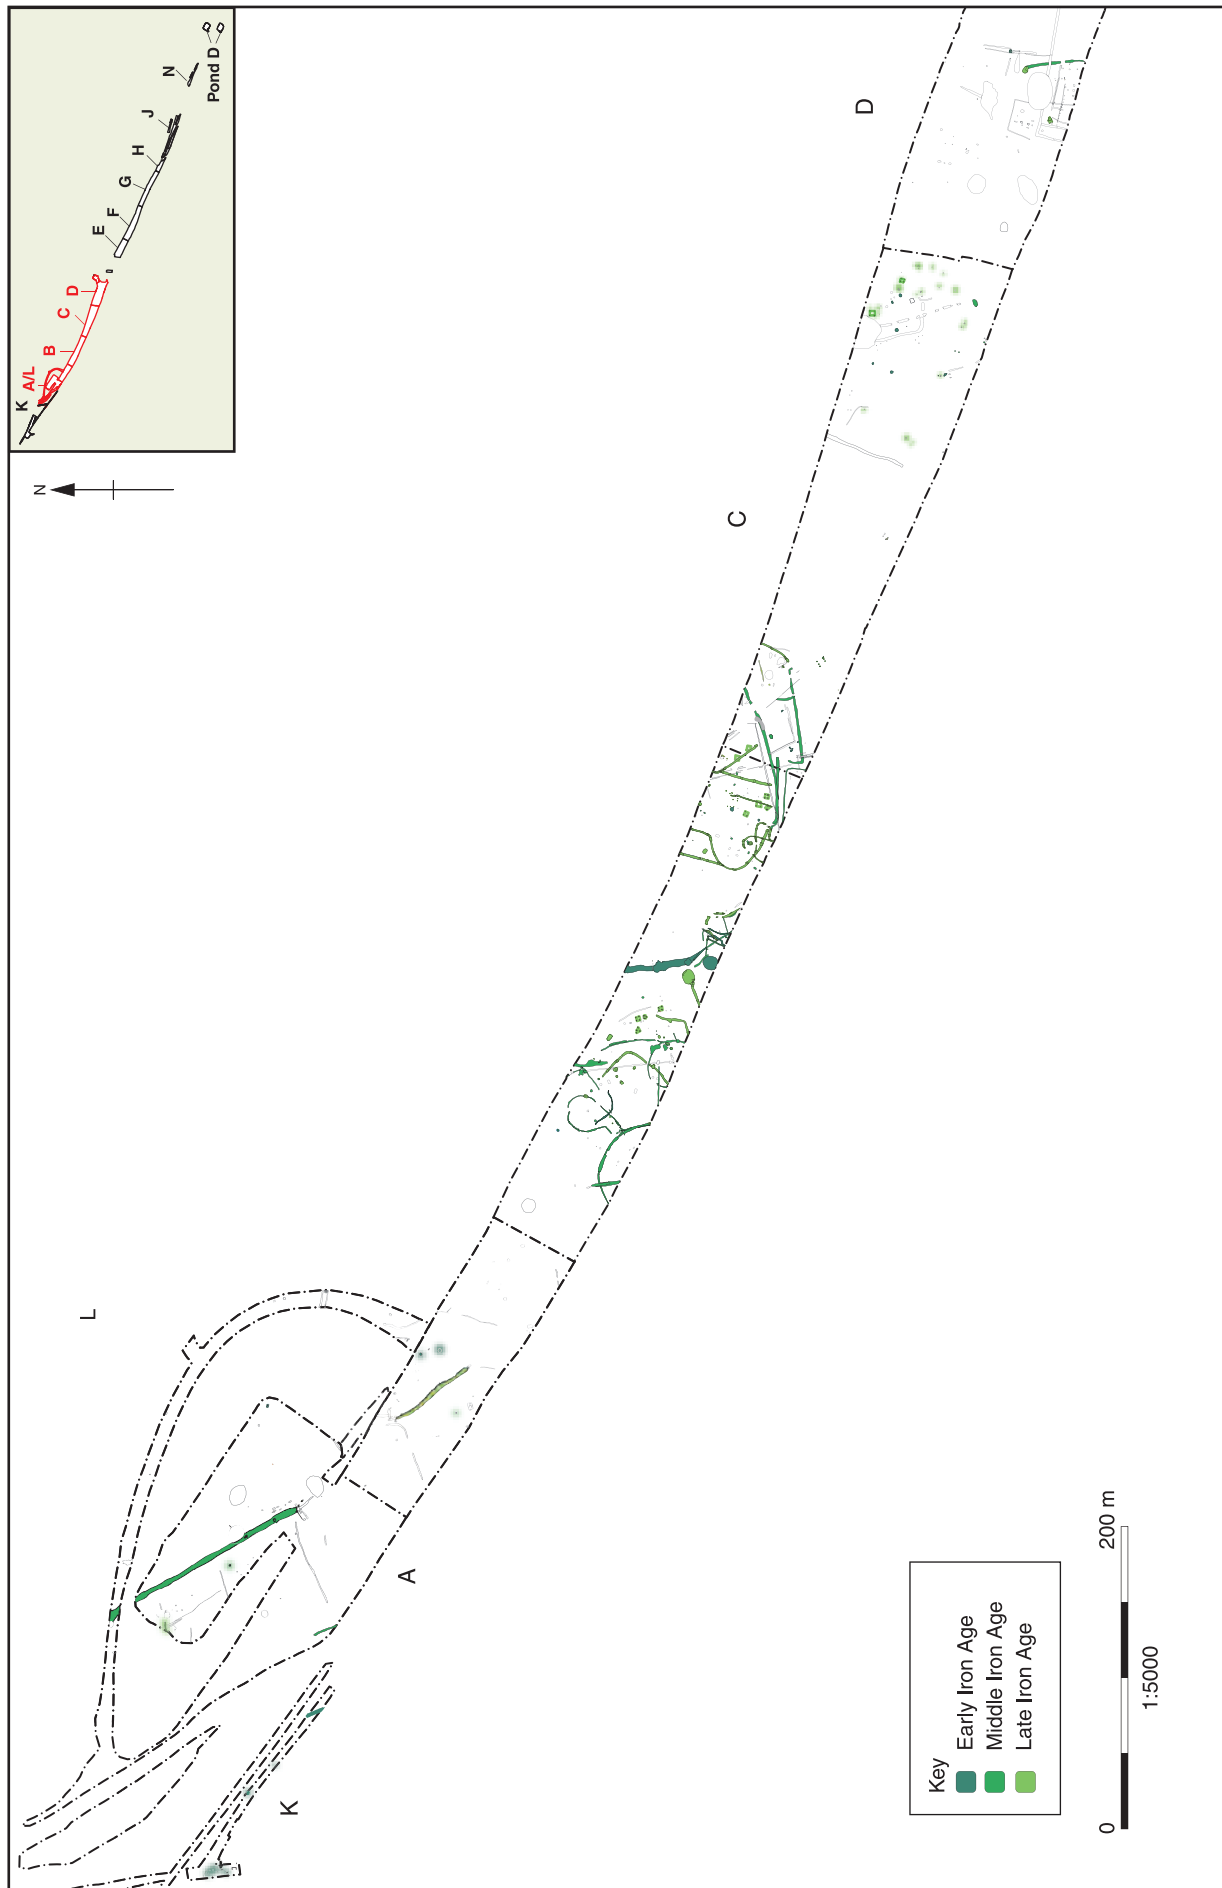 K
A/L
B
C
D
E
F
G
H
J
N
Pond D
N
L
K
A
C
D
Key
Early Iron Age
Middle Iron Age
Late Iron Age
0
200 m
1:5000